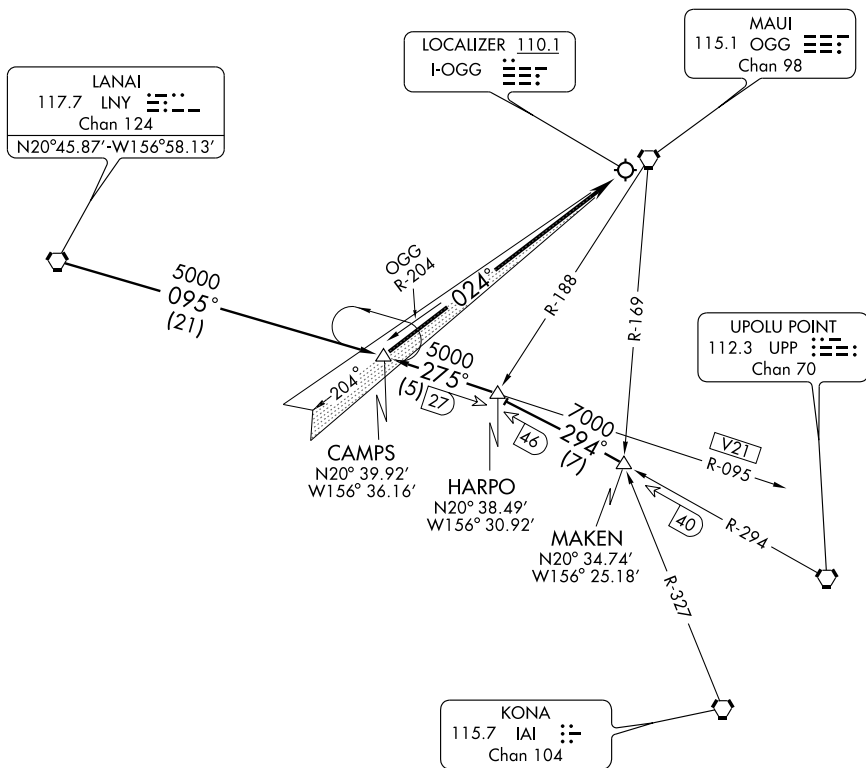 LOCALIZER 110.1
I-OGG
MAUI
115.1 OGG
Chan 98
LANAI
117.7 LNY
Chan 124
N20°45.87'-W156°58.13'
5000
095°
(21)
OGG
R-204
024°
204°
R-188
R-169
5000
275°
(5)
27
7000
294°
(7)
46
V21
R-095
UPOLU POINT
112.3 UPP
Chan 70
CAMPS
N20° 39.92'
W156° 36.16'
HARPO
N20° 38.49'
W156° 30.92'
MAKEN
N20° 34.74'
W156° 25.18'
40
R-294
R-327
KONA
115.7 IAI
Chan 104